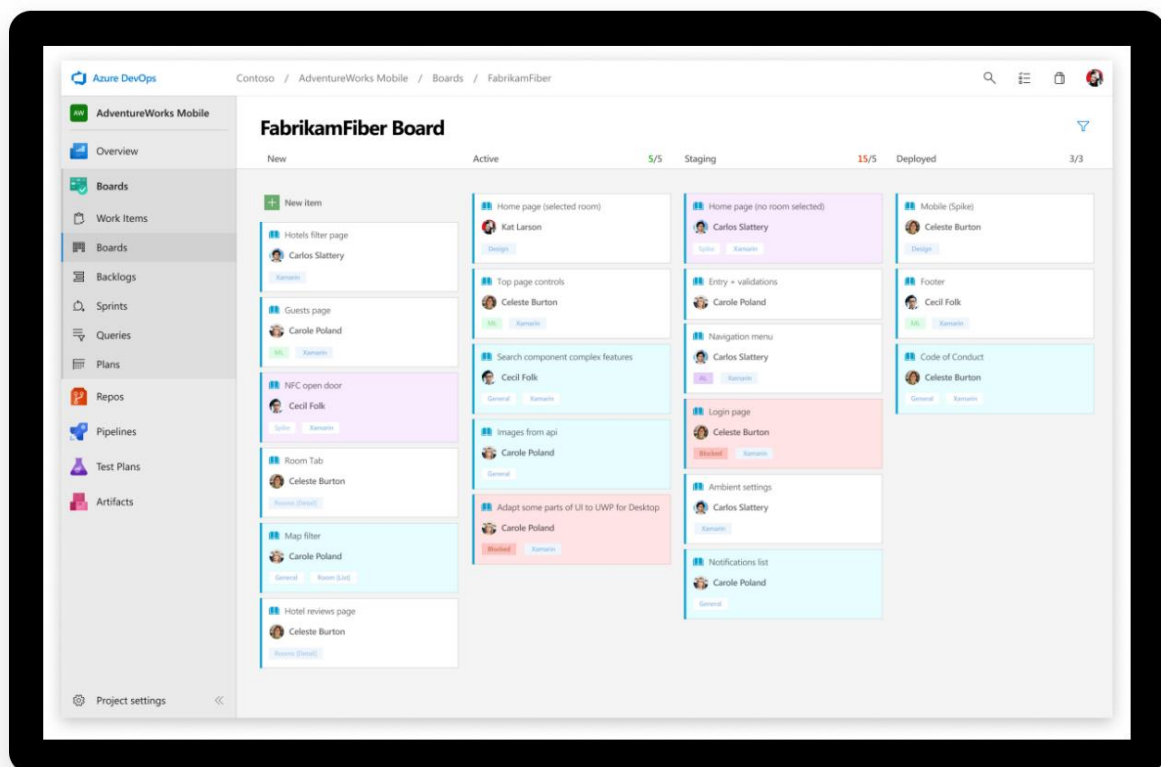 Azure DevOps
Contoso / AdventureWorks Mobile / Boards / FabrikamFiber
AW AdventureWorks Mobile
Overview
Boards
Work Items
Boards
Backlogs
Sprints
Queries
Plans
Repos
Pipelines
Test Plans
Artifacts
Project settings
FabrikamFiber Board
New
New item
Hotels filter page
Carlos Slattery
Xamarin
Guests page
Carole Poland
ML Xamarin
NFC open door
Cecil Folk
Spike Xamarin
Room Tab
Celeste Burton
Rooms [Detail]
Map filter
Carole Poland
General Room [List]
Hotel reviews page
Celeste Burton
Rooms [Detail]
Active 5/5
Home page (selected room)
Kat Larson
Design
Top page controls
Celeste Burton
ML Xamarin
Search component complex features
Cecil Folk
General Xamarin
Images from api
Carole Poland
General
Adapt some parts of UI to UWP for Desktop
Carole Poland
Blocked Xamarin
Staging 15/5
Home page (no room selected)
Carlos Slattery
Spike Xamarin
Entry + validations
Carole Poland
Navigation menu
Carlos Slattery
AL Xamarin
Login page
Celeste Burton
Blocked Xamarin
Ambient settings
Carlos Slattery
Xamarin
Notifications list
Carole Poland
General
Deployed 3/3
Mobile (Spike)
Celeste Burton
Design
Footer
Cecil Folk
ML Xamarin
Code of Conduct
Celeste Burton
General Xamarin